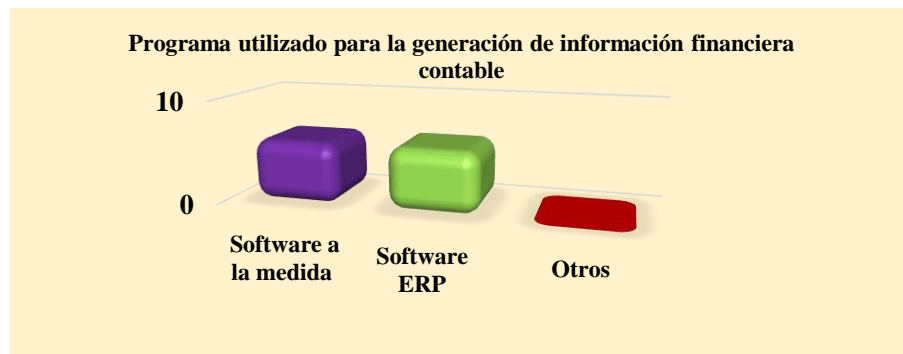 Programa utilizado para la generación de información financiera
contable
10
0
Software a
la medida
Software
ERP
Otros